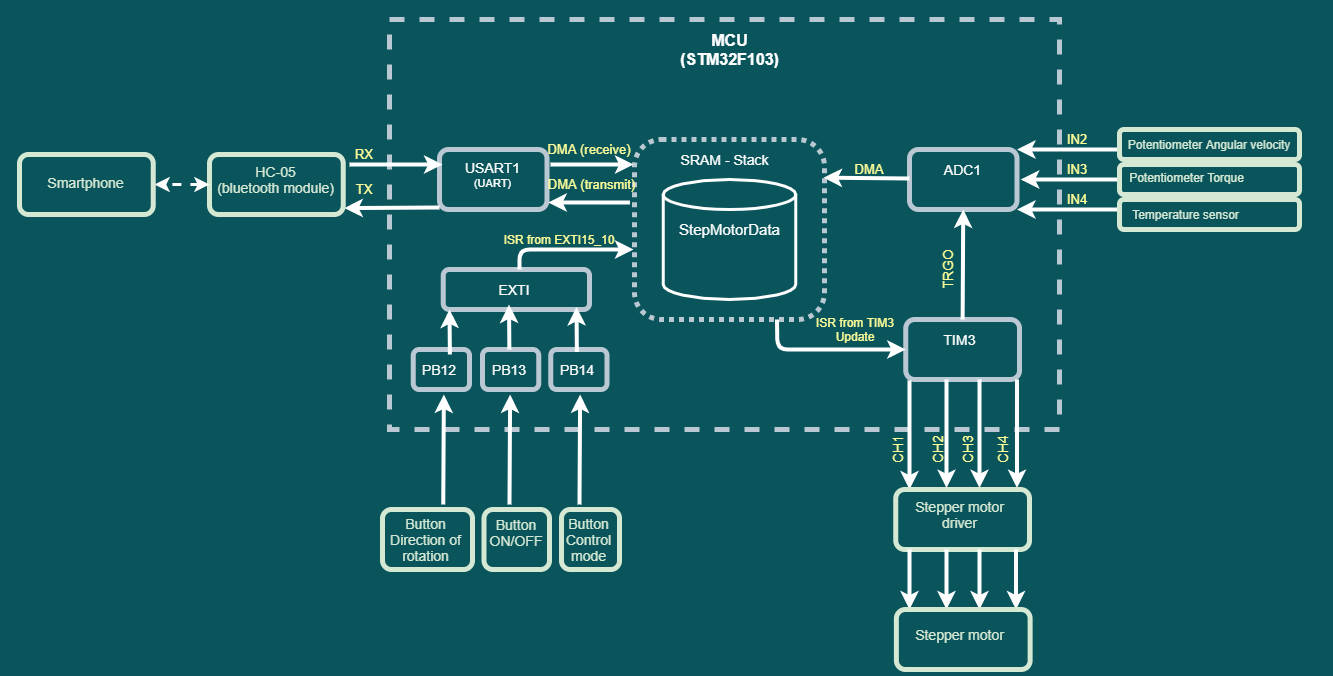 MCU
(STM32F103)
Smartphone
HC-05
(bluetooth module)
RX
TX
USART1
(UART)
DMA (receive)
DMA (transmit)
SRAM - Stack
StepMotorData
DMA
ADC1
IN2
IN3
IN4
Potentiometer Angular velocity
Potentiometer Torque
Temperature sensor
ISR from EXTI15_10
EXTI
PB12
PB13
PB14
ISR from TIM3
Update
TRGO
TIM3
CH1
CH2
CH3
CH4
Button
Direction of
rotation
Button
ON/OFF
Button
Control
mode
Stepper motor
driver
Stepper motor